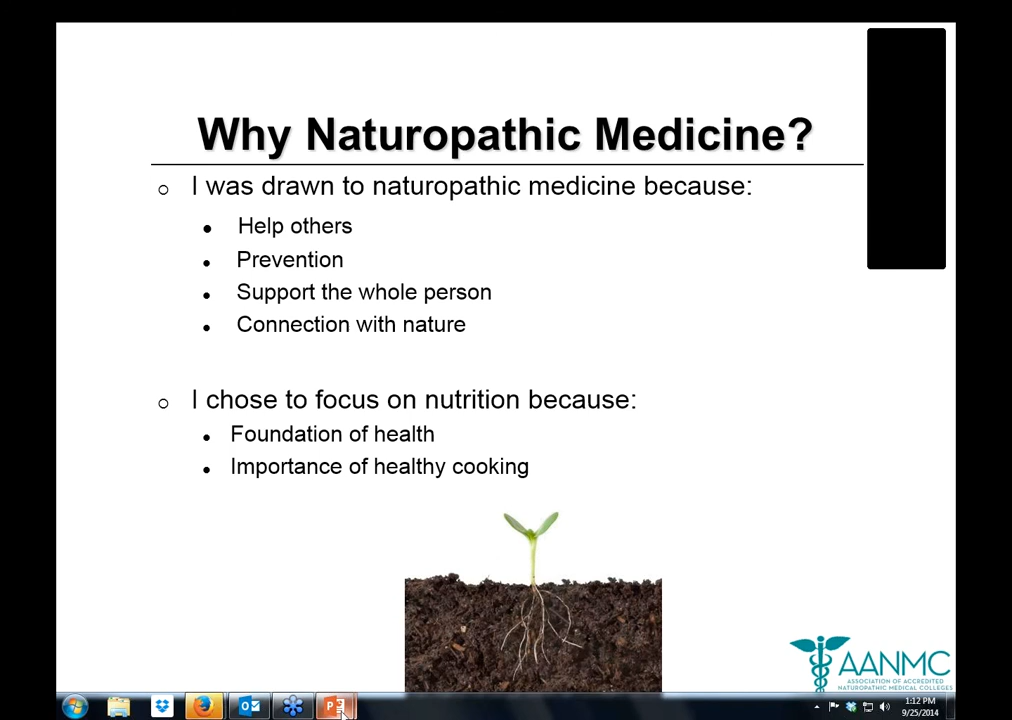 Why Naturopathic Medicine?
I was drawn to naturopathic medicine because:
Help others
Prevention
Support the whole person
Connection with nature
I chose to focus on nutrition because:
Foundation of health
Importance of healthy cooking
AANMC
ASSOCIATION OF ACCREDITED
NATUROPATHIC MEDICAL COLLEGES
1:12 PM
9/25/2014